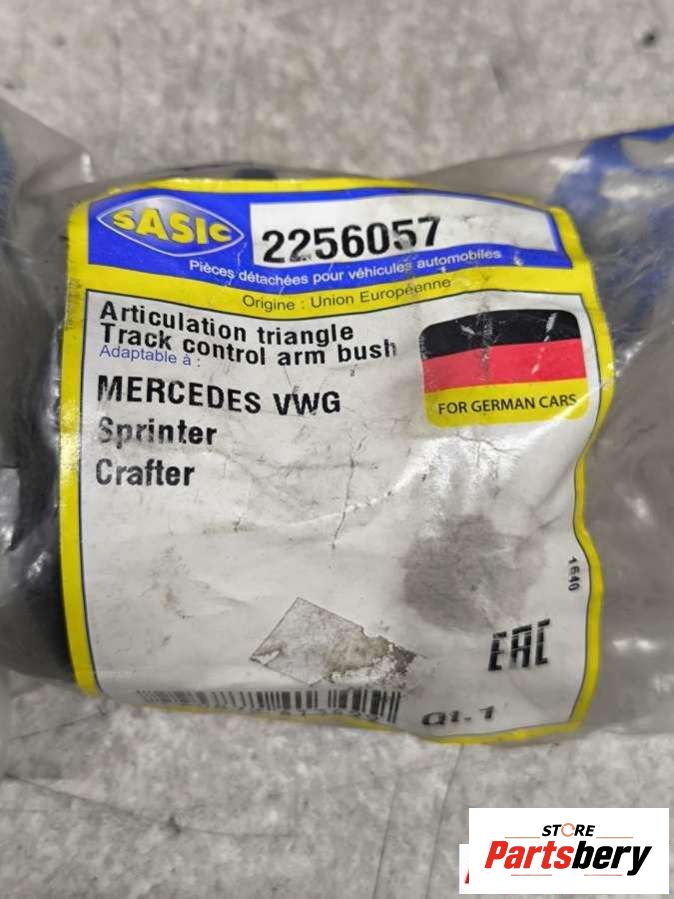 SASIC
2256057
Pièces détachées pour véhicules automobiles
Origine : Union Européenne
Articulation triangle
Track control arm bush
Adaptable à :
MERCEDES VWG
Sprinter
Crafter
FOR GERMAN CARS
1640
EAC
Qt. 1
STORE
Partsbery